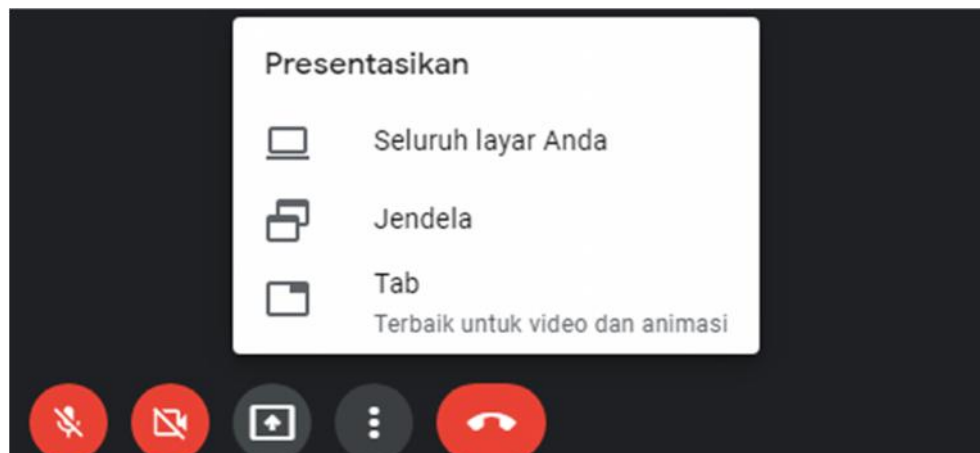 Presentasikan
Seluruh layar Anda
Jendela
Tab
Terbaik untuk video dan animasi